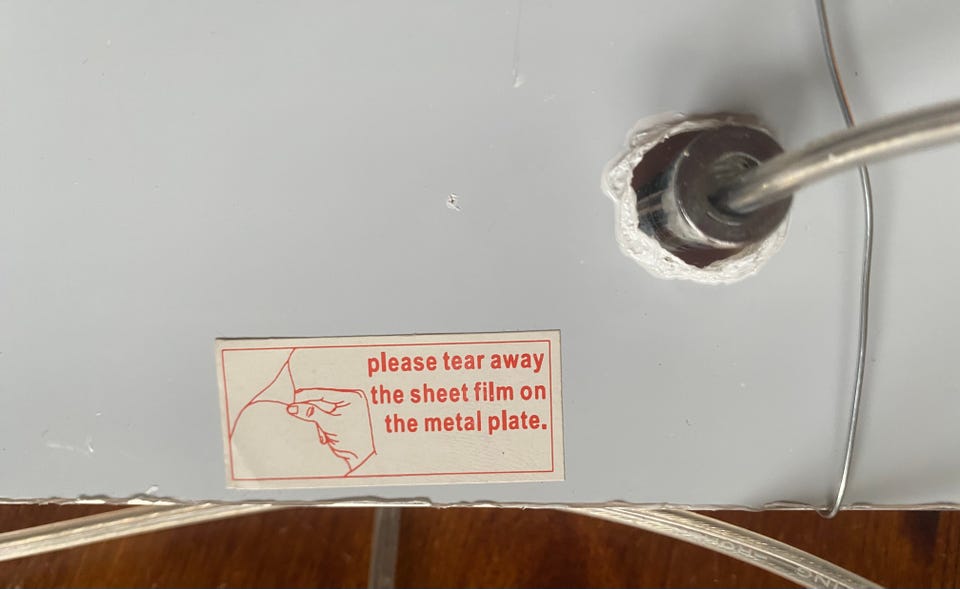 please tear away
the sheet film on
the metal plate.